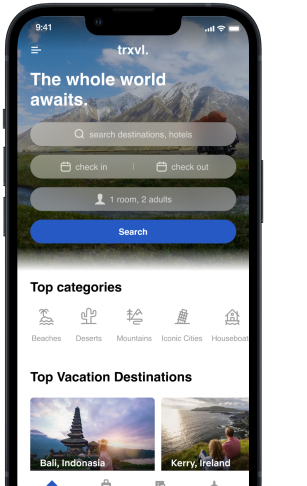 9:41
trxvl.
The whole world
awaits.
search destinations, hotels
check in
check out
1 room, 2 adults
Search
Top categories
Beaches Deserts Mountains Iconic Cities Houseboat
Top Vacation Destinations
Bali, Indonasia
Kerry, Ireland